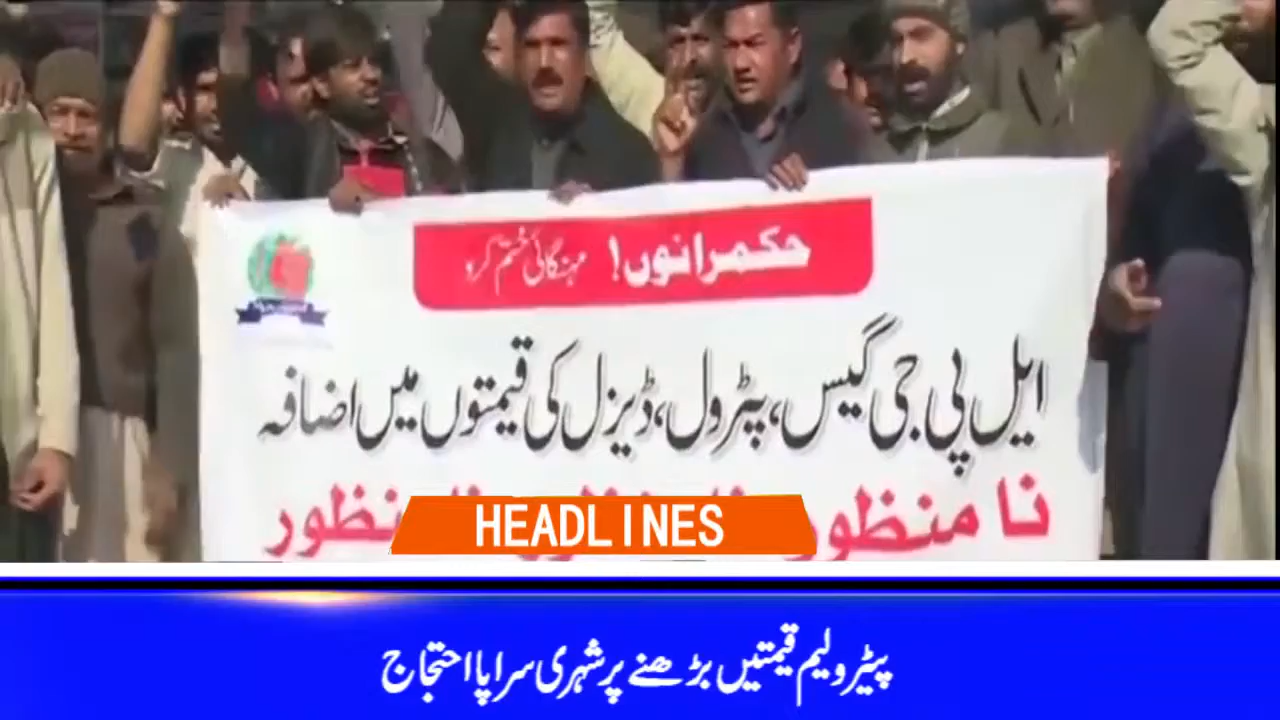 حکمرانوں! مہنگائی ختم کرو
ایل پی جی گیس، پٹرول، ڈیزل کی قیمتوں میں اضافہ
نا منظور
HEADLINES
پیٹرولیم قیمتیں بڑھنے پر شہری سراپا احتجاج